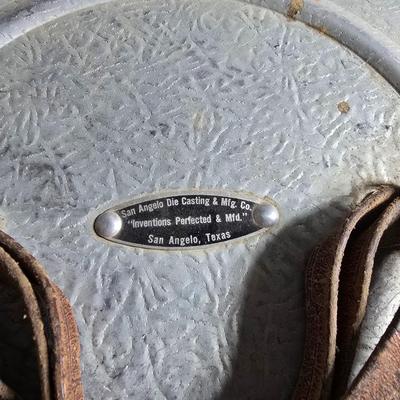 San Angelo Die Casting & Mfg. Co.
"Inventions Perfected & Mfd."
San Angelo, Texas